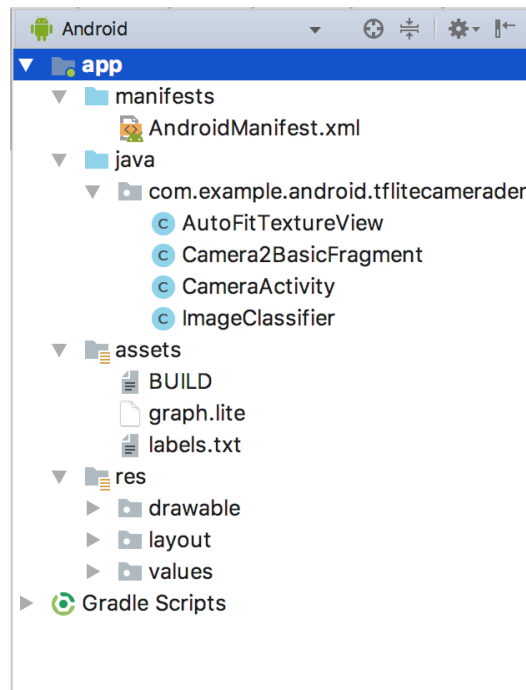 Android
app
manifests
AndroidManifest.xml
java
com.example.android.tflitecamerader
AutoFitTextureView
Camera2BasicFragment
CameraActivity
ImageClassifier
assets
BUILD
graph.lite
labels.txt
res
drawable
layout
values
Gradle Scripts